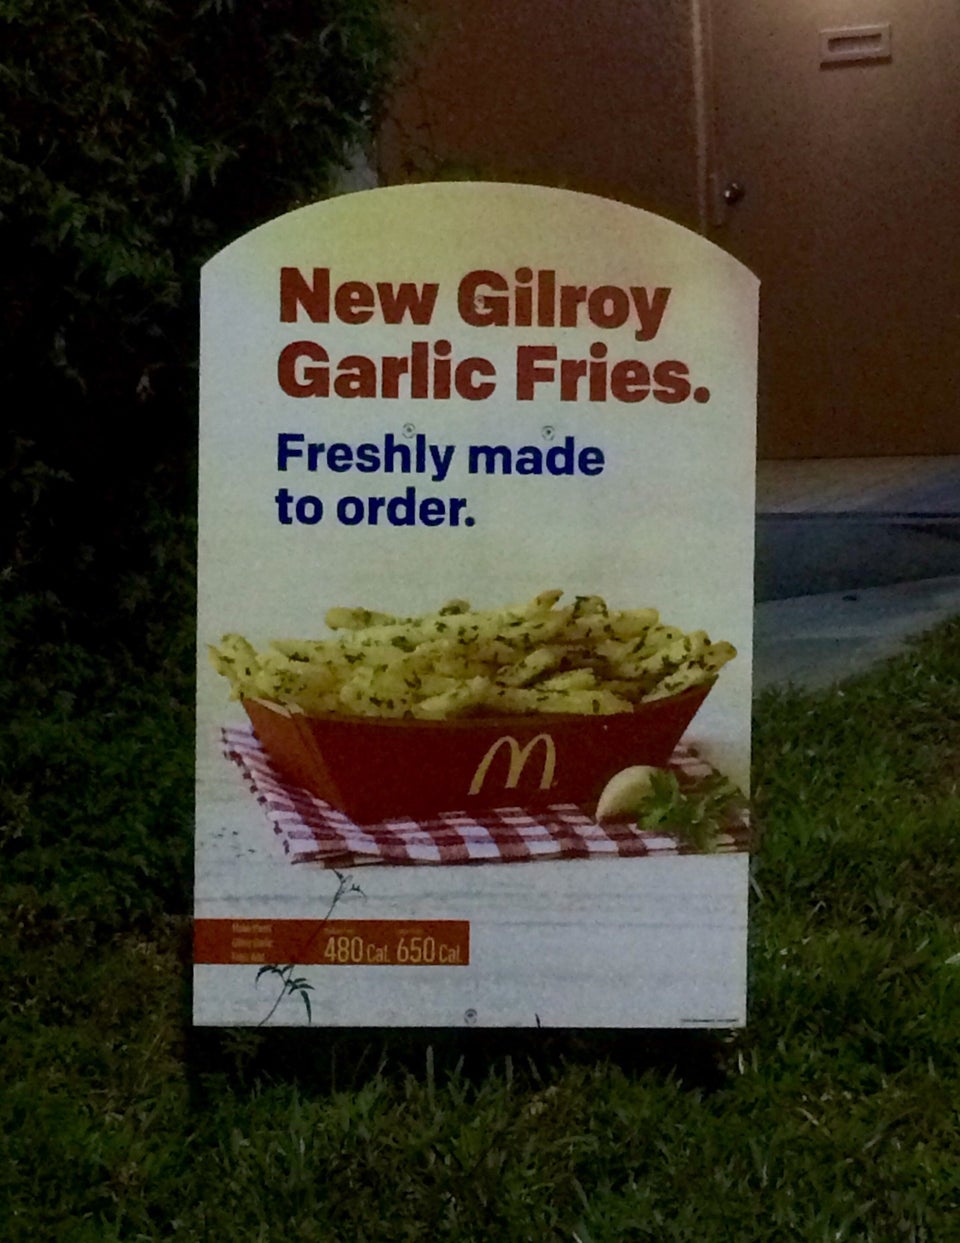 New Gilroy
Garlic Fries.
Freshly made
to order.
480 Cal. 650 Cal.